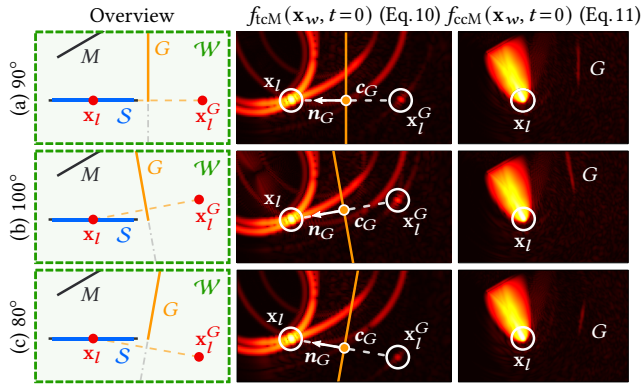 Overview
f_tcM(x_w, t=0) (Eq. 10)
f_ccM(x_w, t=0) (Eq. 11)
(a) 90°
M
G
𝒲
x_l
𝒮
x_l^G
x_l
n_G
c_G
x_l^G
G
x_l
(b) 100°
M
G
𝒲
x_l
𝒮
x_l^G
x_l
n_G
c_G
x_l^G
G
x_l
(c) 80°
M
G
𝒲
x_l
𝒮
x_l^G
x_l
n_G
c_G
x_l^G
G
x_l